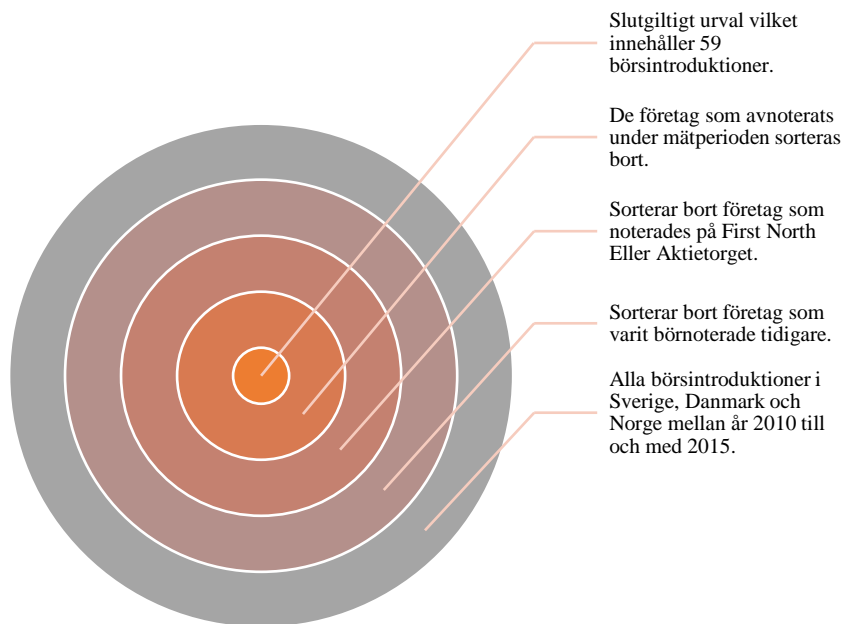 Slutgiltigt urval vilket
innehåller 59
börsintroduktioner.
De företag som avnoterats
under mätperioden sorteras
bort.
Sorterar bort företag som
noterades på First North
Eller Aktietorget.
Sorterar bort företag som
varit börnoterade tidigare.
Alla börsintroduktioner i
Sverige, Danmark och
Norge mellan år 2010 till
och med 2015.